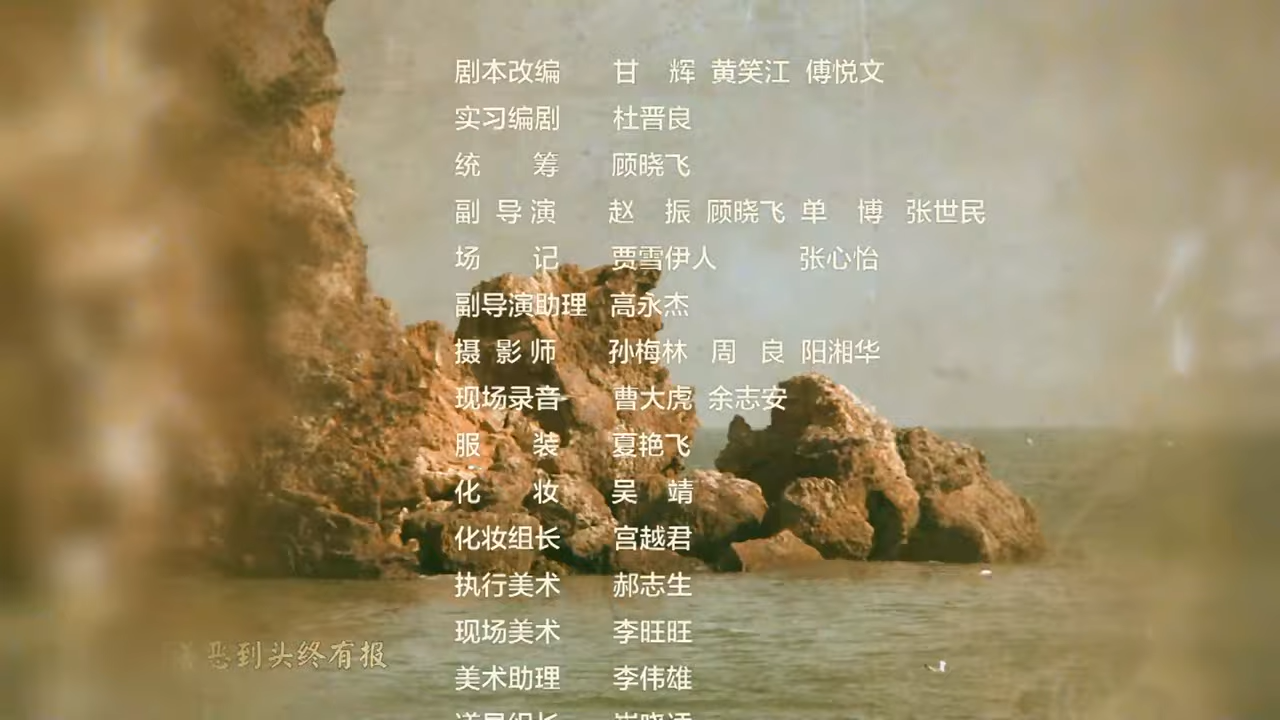 剧本改编 甘 辉 黄笑江 傅悦文
实习编剧 杜晋良
统 筹 顾晓飞
副 导 演 赵 振 顾晓飞 单 博 张世民
场 记 贾雪伊人 张心怡
副导演助理 高永杰
摄 影 师 孙梅林 周 良 阳湘华
现场录音 曹大虎 余志安
服 装 夏艳飞
化 妆 吴 靖
化妆组长 宫越君
执行美术 郝志生
现场美术 李旺旺
恶到头终有报
美术助理 李伟雄